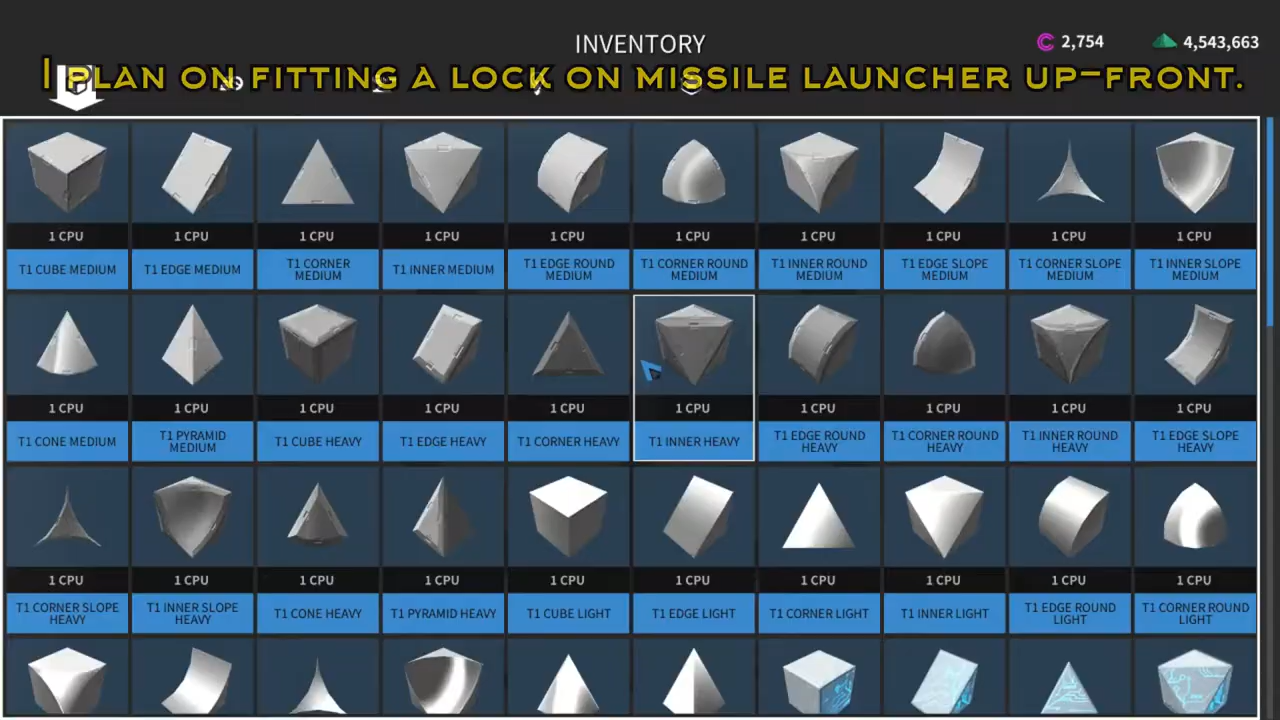 INVENTORY
2,754
4,543,663
I PLAN ON FITTING A LOCK ON MISSILE LAUNCHER UP-FRONT.
1 CPU 1 CPU 1 CPU 1 CPU 1 CPU 1 CPU 1 CPU 1 CPU 1 CPU 1 CPU
T1 CUBE MEDIUM
T1 EDGE MEDIUM
T1 CORNER
MEDIUM
T1 INNER MEDIUM
T1 EDGE ROUND
MEDIUM
T1 CORNER ROUND
MEDIUM
T1 INNER ROUND
MEDIUM
T1 EDGE SLOPE
MEDIUM
T1 CORNER SLOPE
MEDIUM
T1 INNER SLOPE
MEDIUM
1 CPU 1 CPU 1 CPU 1 CPU 1 CPU 1 CPU 1 CPU 1 CPU 1 CPU 1 CPU
T1 CONE MEDIUM
T1 PYRAMID
MEDIUM
T1 CUBE HEAVY
T1 EDGE HEAVY
T1 CORNER HEAVY
T1 INNER HEAVY
T1 EDGE ROUND
HEAVY
T1 CORNER ROUND
HEAVY
T1 INNER ROUND
HEAVY
T1 EDGE SLOPE
HEAVY
1 CPU 1 CPU 1 CPU 1 CPU 1 CPU 1 CPU 1 CPU 1 CPU 1 CPU 1 CPU
T1 CORNER SLOPE
HEAVY
T1 INNER SLOPE
HEAVY
T1 CONE HEAVY
T1 PYRAMID HEAVY
T1 CUBE LIGHT
T1 EDGE LIGHT
T1 CORNER LIGHT
T1 INNER LIGHT
T1 EDGE ROUND
LIGHT
T1 CORNER ROUND
LIGHT